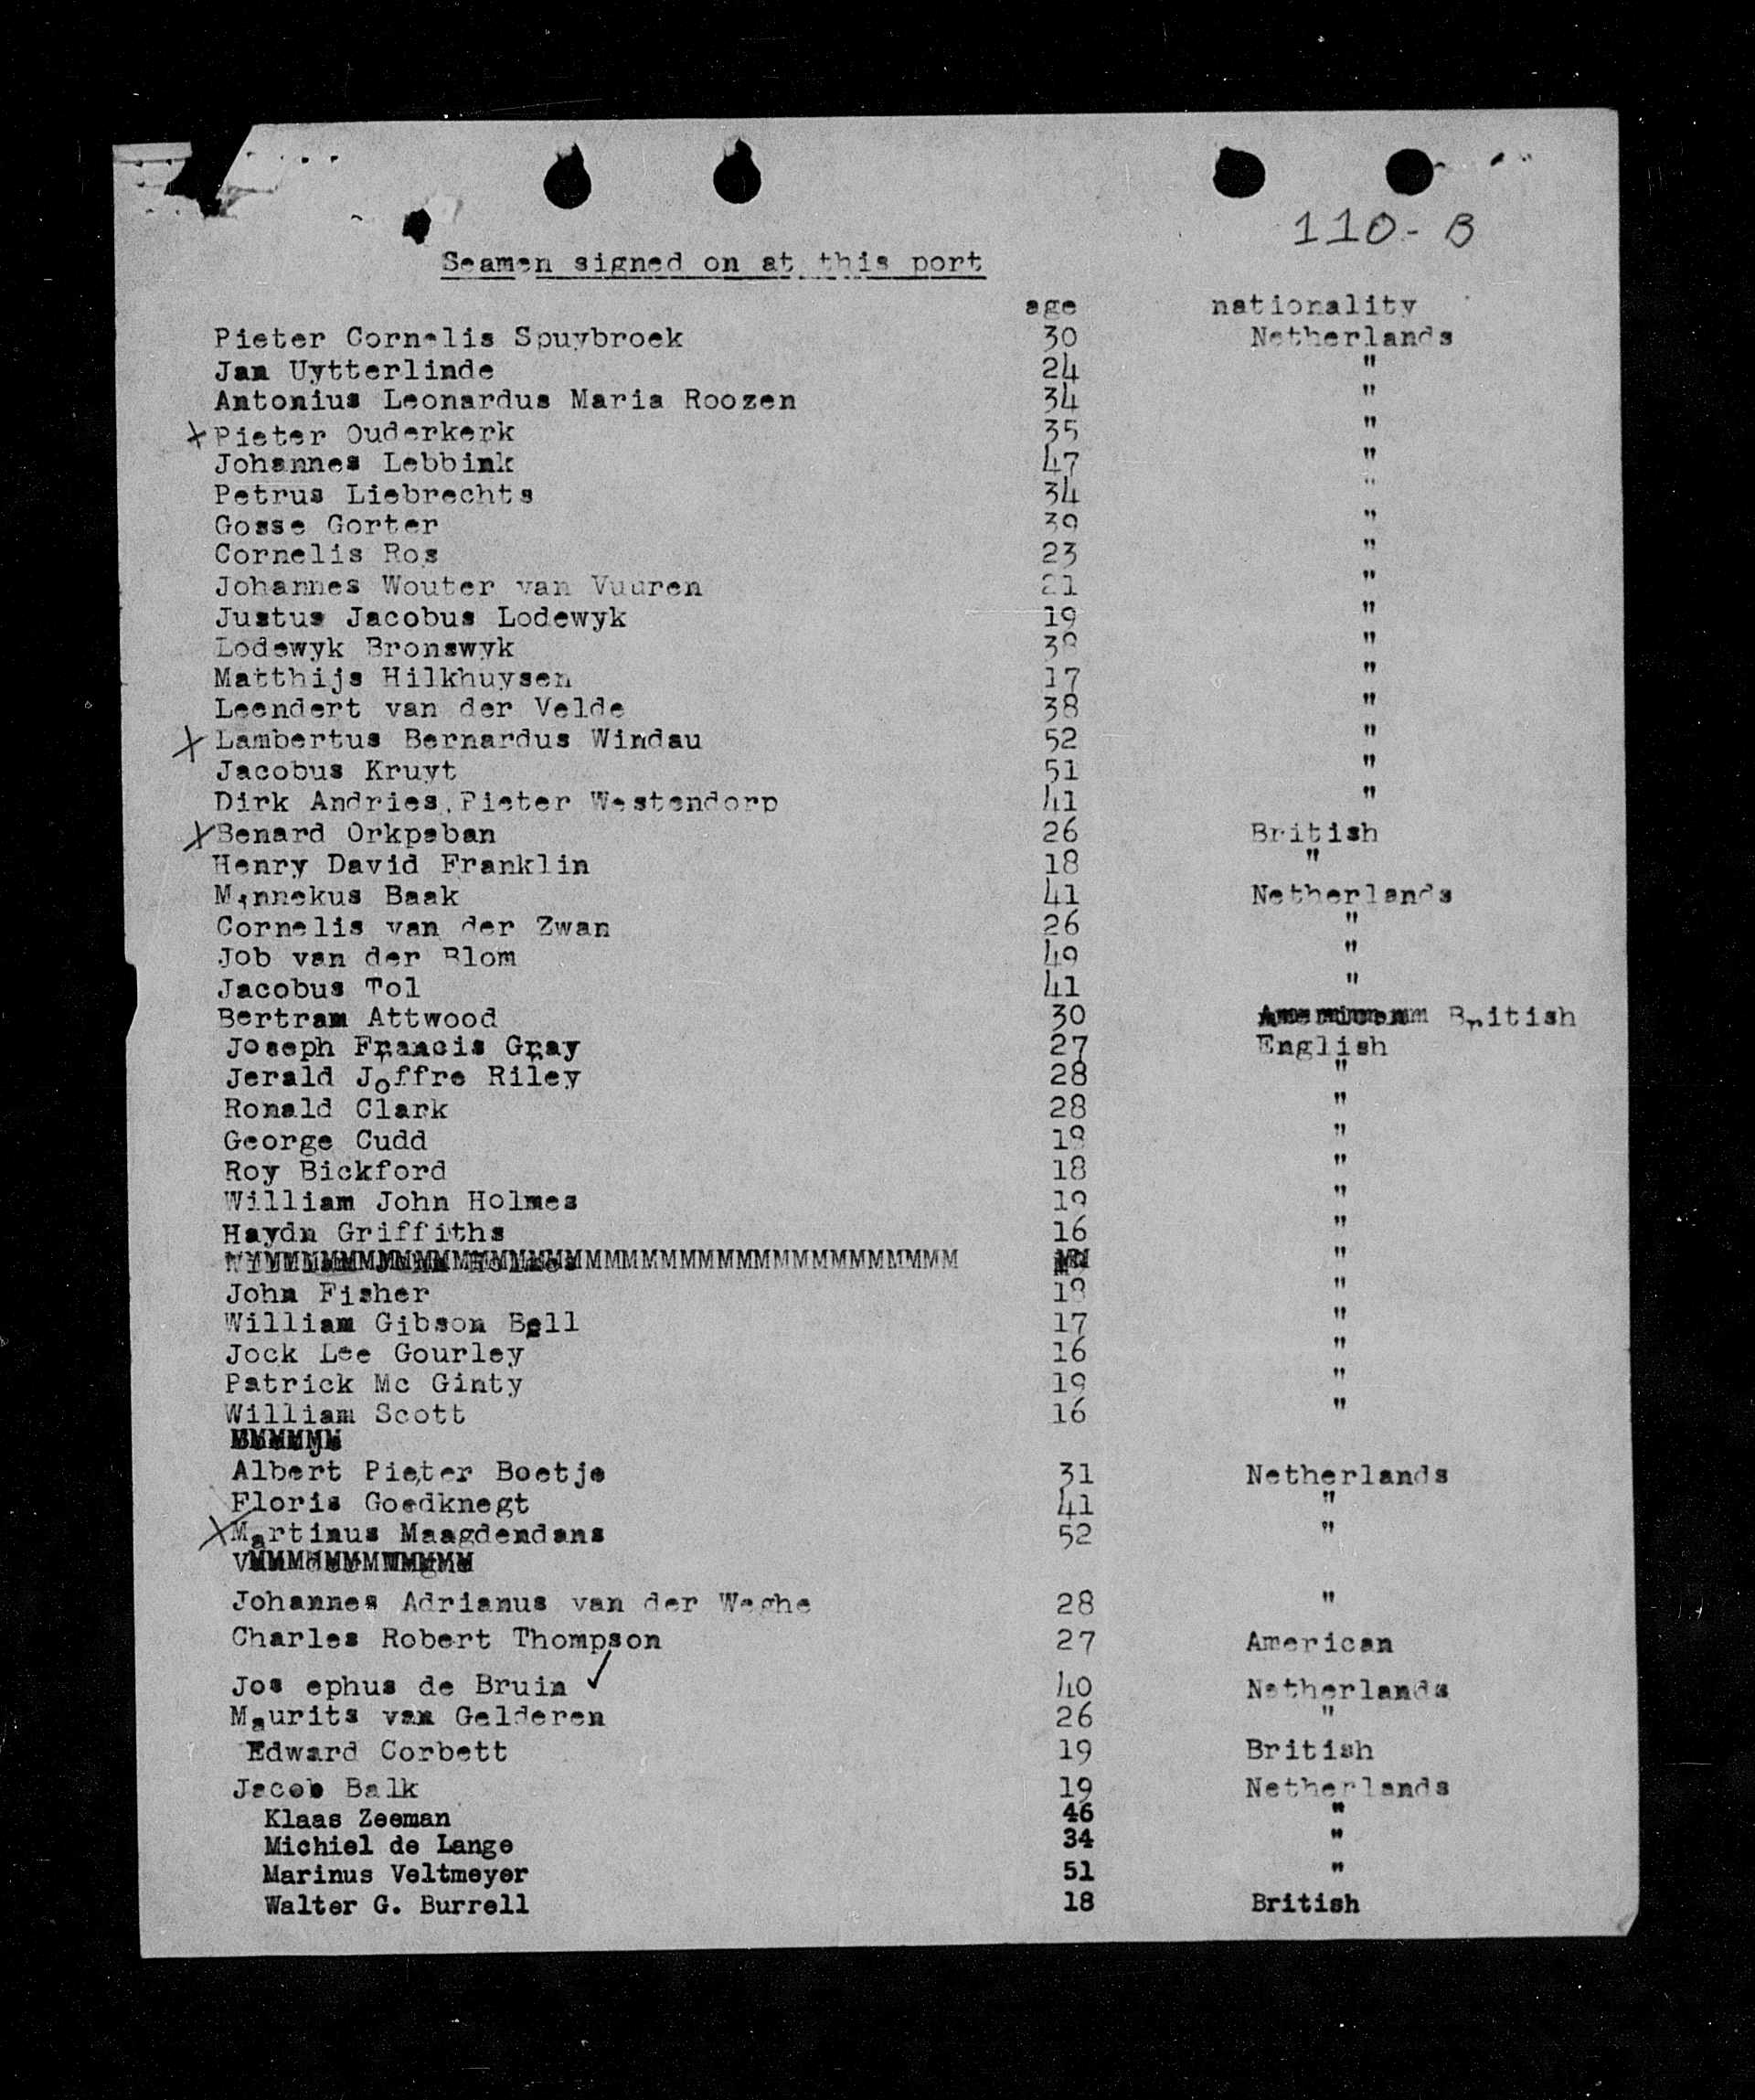 110-B
Seamen signed on at this port
age nationality
Pieter Cornelis Spuybroek 30 Netherlands
Jan Uytterlinde 24 "
Antonius Leonardus Maria Roozen 34 "
X Pieter Ouderkerk 35 "
Johannes Lebbink 47 "
Petrus Liebrechts 34 "
Gosse Gorter 39 "
Cornelis Ros 23 "
Johannes Wouter van Vuuren 21 "
Justus Jacobus Lodewyk 19 "
Lodewyk Bronswyk 38 "
Matthijs Hilkhuysen 17 "
Leendert van der Velde 38 "
X Lambertus Bernardus Windau 52 "
Jacobus Kruyt 51 "
Dirk Andries Pieter Westendorp 41 "
X Benard Orkpaban 26 British
Henry David Franklin 18 "
Minnekus Baak 41 Netherlands
Cornelis van der Zwan 26 "
Job van der Blom 49 "
Jacobus Tol 41 "
Bertram Attwood 30 British
Joseph Francis Gray 27 English
Jerald Joffre Riley 28 "
Ronald Clark 28 "
George Cudd 18 "
Roy Bickford 18 "
William John Holmes 19 "
Haydn Griffiths 16 "
"
John Fisher 18 "
William Gibson Bell 17 "
Jock Lee Gourley 16 "
Patrick Mc Ginty 19 "
William Scott 16 "
Albert Pieter Boetje 31 Netherlands
Floris Goedknegt 41 "
X Martinus Maagdendans 52 "
Johannes Adrianus van der Weghe 28 "
Charles Robert Thompson 27 American
Jos ephus de Bruin ✓ 40 Netherlands
Maurits van Gelderen 26 "
Edward Corbett 19 British
Jacob Balk 19 Netherlands
Klaas Zeeman 46 "
Michiel de Lange 34 "
Marinus Veltmeyer 51 "
Walter G. Burrell 18 British